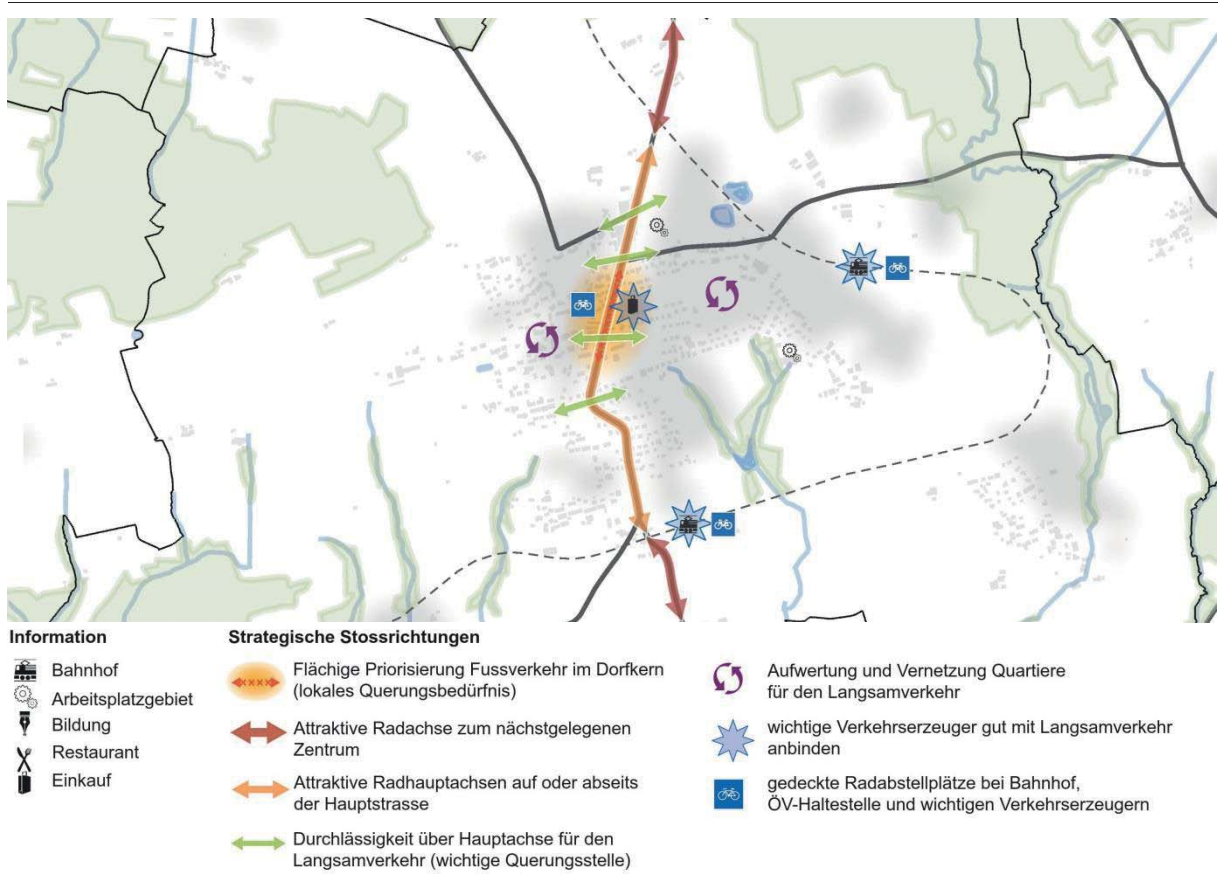 Information
Bahnhof
Arbeitsplatzgebiet
Bildung
Restaurant
Einkauf
Strategische Stossrichtungen
Flächige Priorisierung Fussverkehr im Dorfkern
(lokales Querungsbedürfnis)
Attraktive Radachse zum nächstgelegenen
Zentrum
Attraktive Radhauptachsen auf oder abseits
der Hauptstrasse
Durchlässigkeit über Hauptachse für den
Langsamverkehr (wichtige Querungsstelle)
Aufwertung und Vernetzung Quartiere
für den Langsamverkehr
wichtige Verkehrserzeuger gut mit Langsamverkehr
anbinden
gedeckte Radabstellplätze bei Bahnhof,
ÖV-Haltestelle und wichtigen Verkehrserzeugern